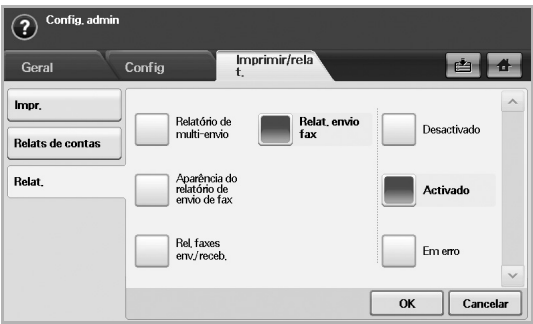 ?
Config. admin
Geral
Config
Imprimir/rela
t.
Impr.
Relats de contas
Relat.
Relatório de
multi-envio
Relat. envio
fax
Desactivado
Aparência do
relatório de
envio de fax
Activado
Rel. faxes
env./receb.
Em erro
OK
Cancelar